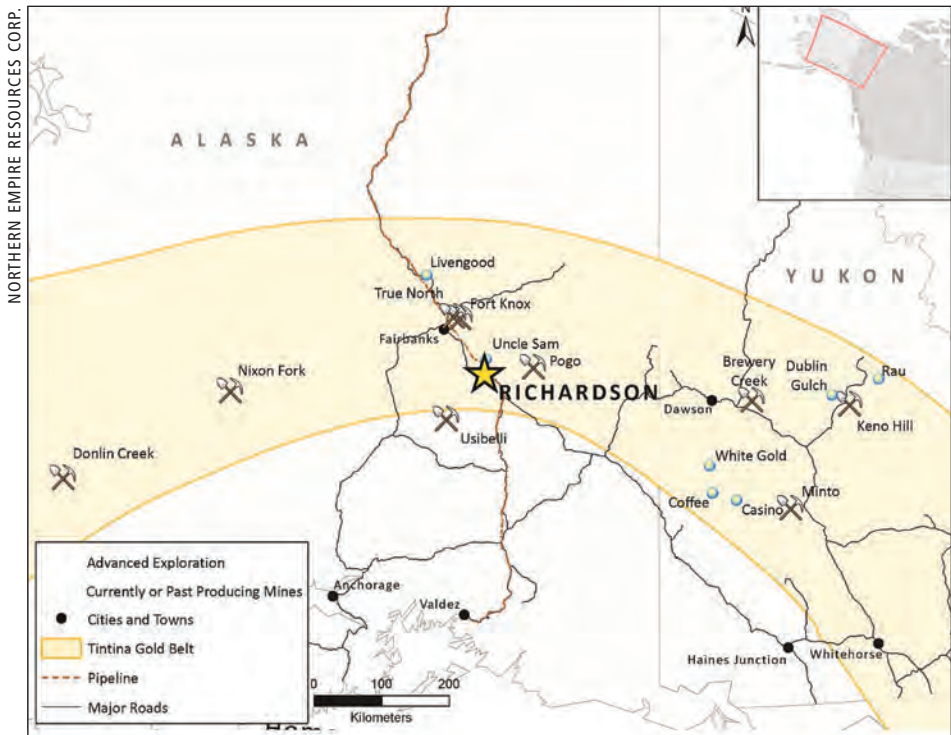 NORTHERN EMPIRE RESOURCES CORP.
ALASKA
YUKON
Livengood
True North
Fort Knox
Fairbanks
Uncle Sam
Pogo
RICHARDSON
Nixon Fork
Usibelli
Donlin Creek
Brewery
Creek
Dublin
Gulch
Rau
Dawson
Keno Hill
White Gold
Coffee
Casino
Minto
Anchorage
Valdez
Haines Junction
Whitehorse
Advanced Exploration
Currently or Past Producing Mines
Cities and Towns
Tintina Gold Belt
Pipeline
Major Roads
0 100 200
Kilometers